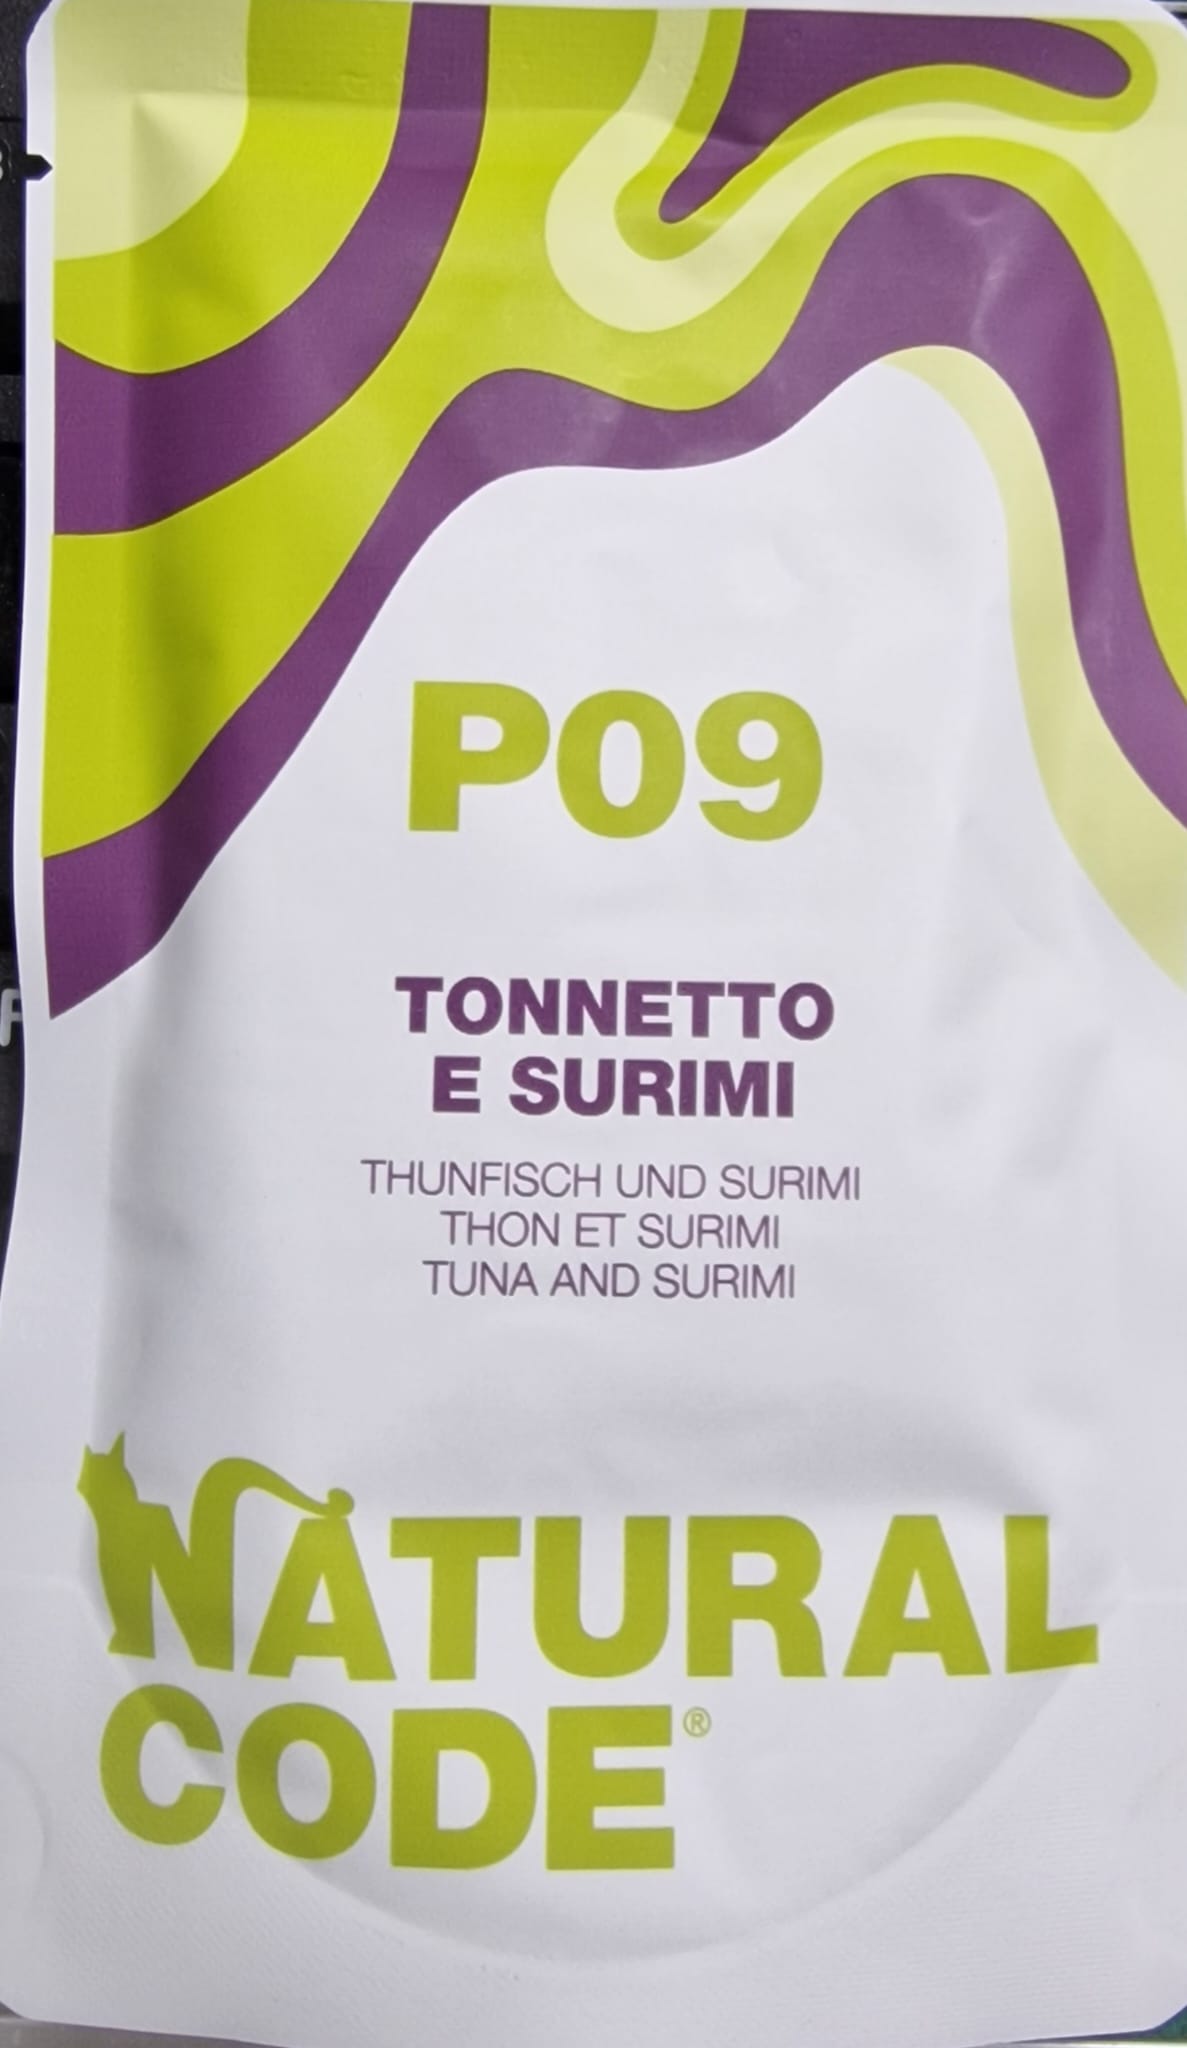 P09
TONNETTO
E SURIMI
THUNFISCH UND SURIMI
THON ET SURIMI
TUNA AND SURIMI
NATURAL
CODE®